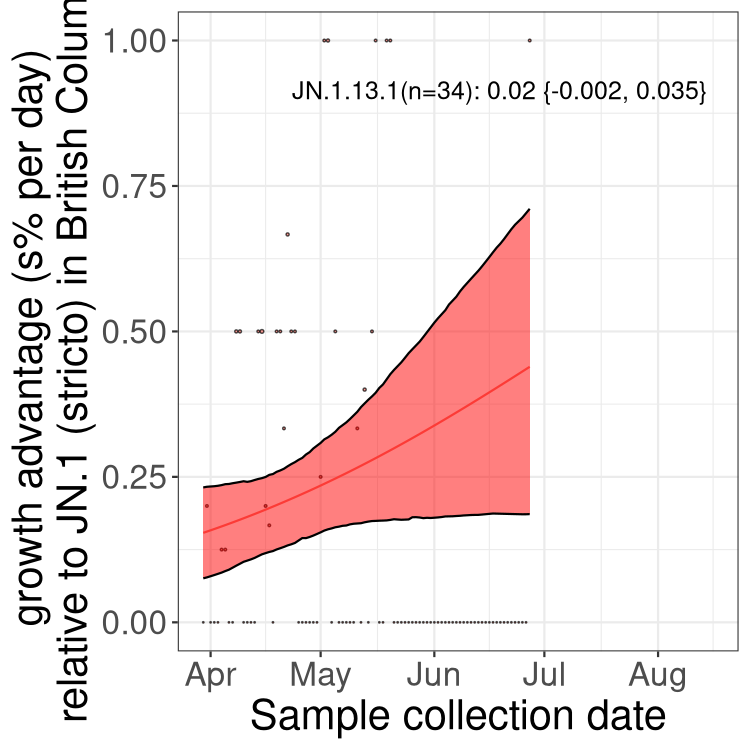 growth advantage (s% per day)
relative to JN.1 (stricto) in British Colum
1.00
0.75
0.50
0.25
0.00
JN.1.13.1(n=34): 0.02 {-0.002, 0.035}
Apr May Jun Jul Aug
Sample collection date